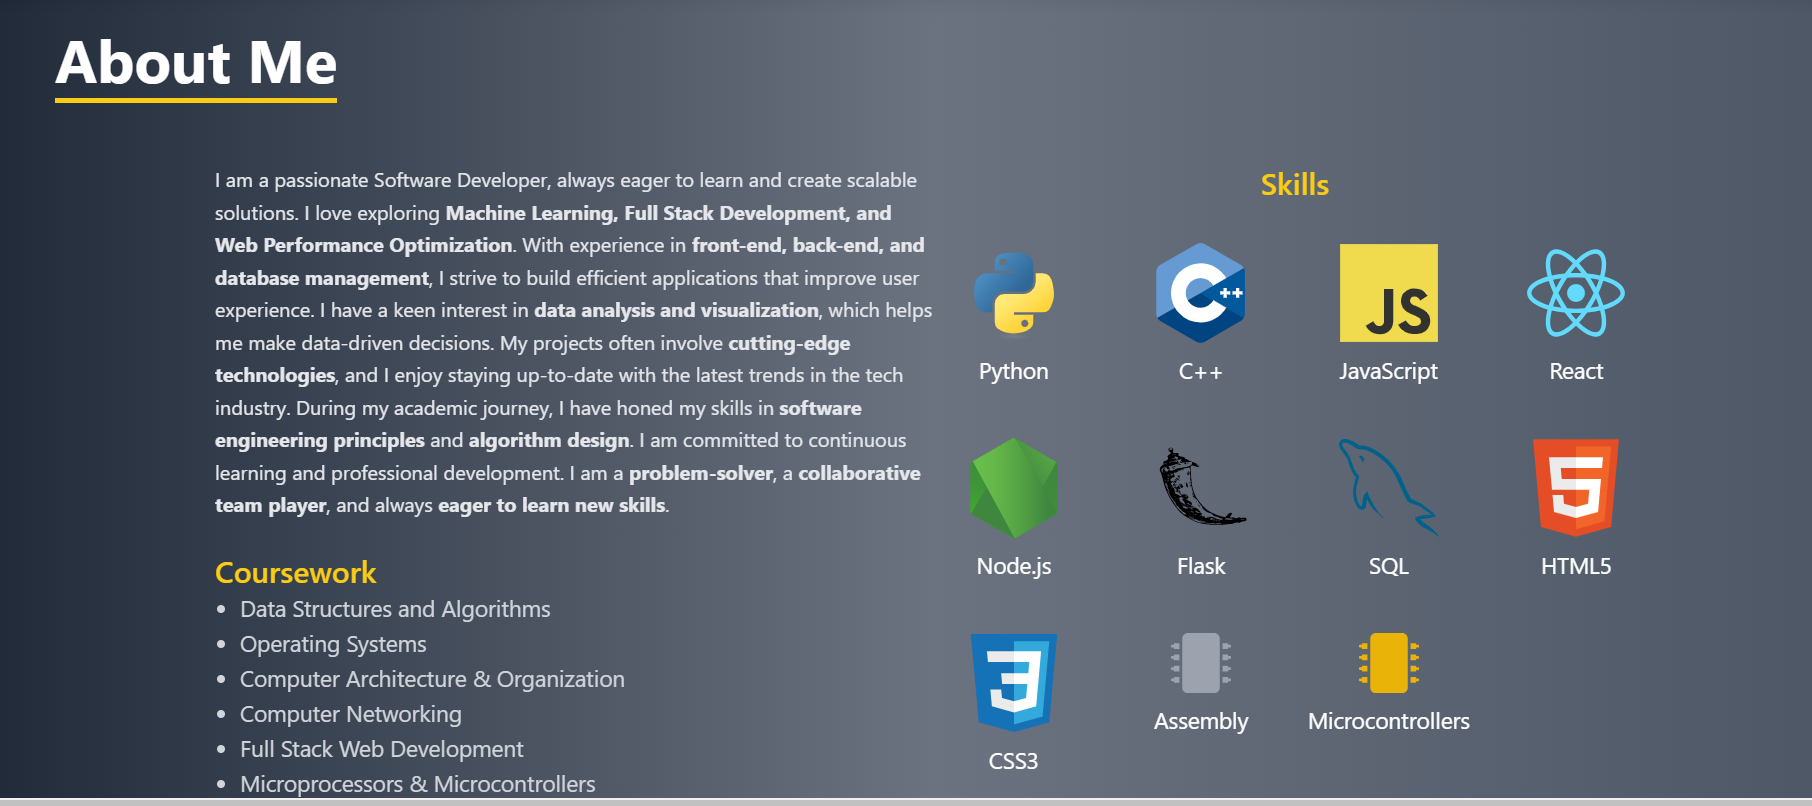 About Me
I am a passionate Software Developer, always eager to learn and create scalable
solutions. I love exploring Machine Learning, Full Stack Development, and
Web Performance Optimization. With experience in front-end, back-end, and
database management, I strive to build efficient applications that improve user
experience. I have a keen interest in data analysis and visualization, which helps
me make data-driven decisions. My projects often involve cutting-edge
technologies, and I enjoy staying up-to-date with the latest trends in the tech
industry. During my academic journey, I have honed my skills in software
engineering principles and algorithm design. I am committed to continuous
learning and professional development. I am a problem-solver, a collaborative
team player, and always eager to learn new skills.
Coursework
• Data Structures and Algorithms
• Operating Systems
• Computer Architecture & Organization
• Computer Networking
• Full Stack Web Development
• Microprocessors & Microcontrollers
Skills
C++
JS
Python C++ JavaScript React
5
Node.js Flask SQL HTML5
3
Assembly Microcontrollers
CSS3